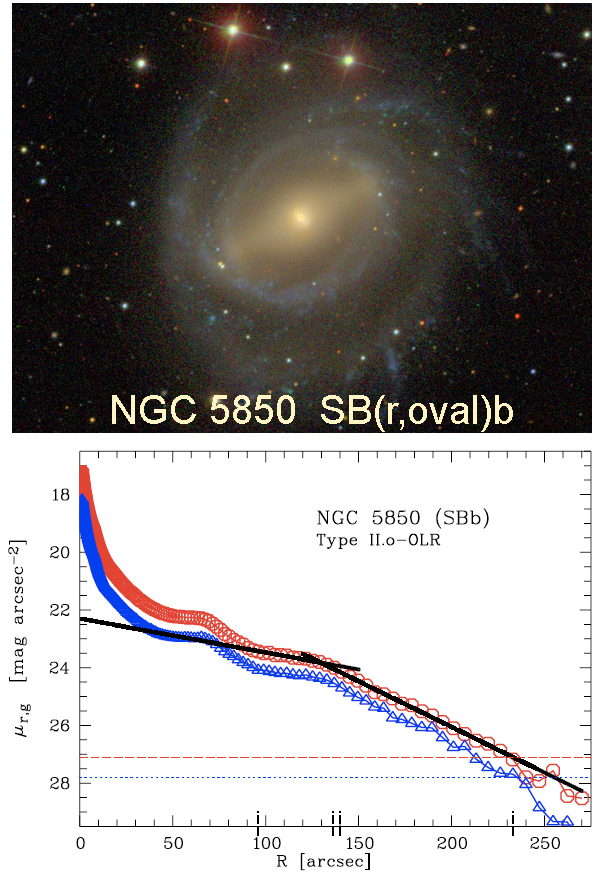 NGC 5850 SB(r,oval)b
NGC 5850 (SBb)
Type II.o-OLR
18
20
22
24
26
28
μr,g [mag arcsec-2]
0 50 100 150 200 250
R [arcsec]